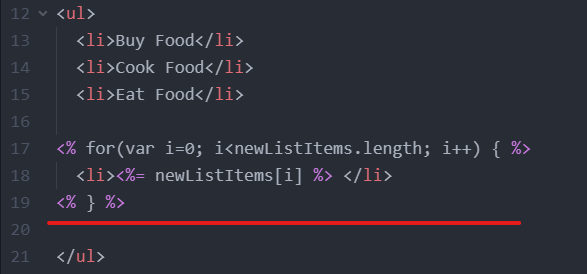 12 <ul>
13 <li>Buy Food</li>
14 <li>Cook Food</li>
15 <li>Eat Food</li>
16
17 <% for(var i=0; i<newListItems.length; i++) { %>
18 <li><%= newListItems[i] %> </li>
19 <% } %>
20
21 </ul>